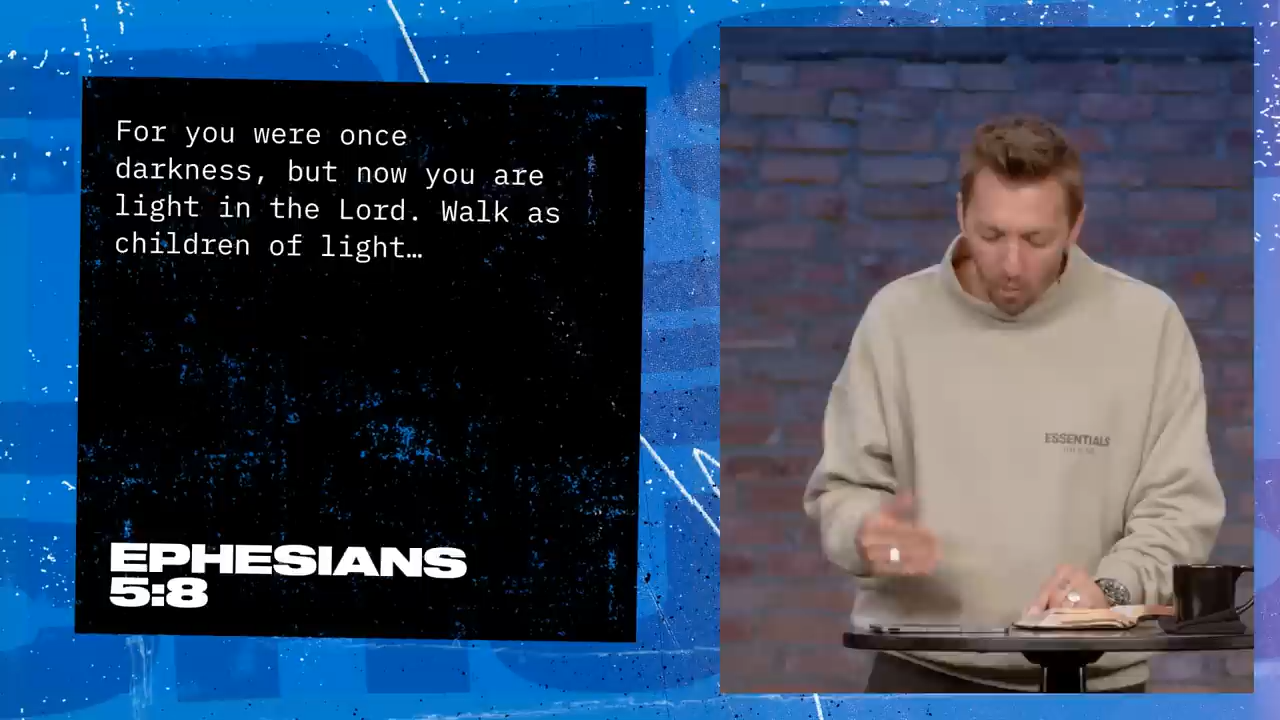 For you were once
darkness, but now you are
light in the Lord. Walk as
children of light…
EPHESIANS
5:8
ESSENTIALS